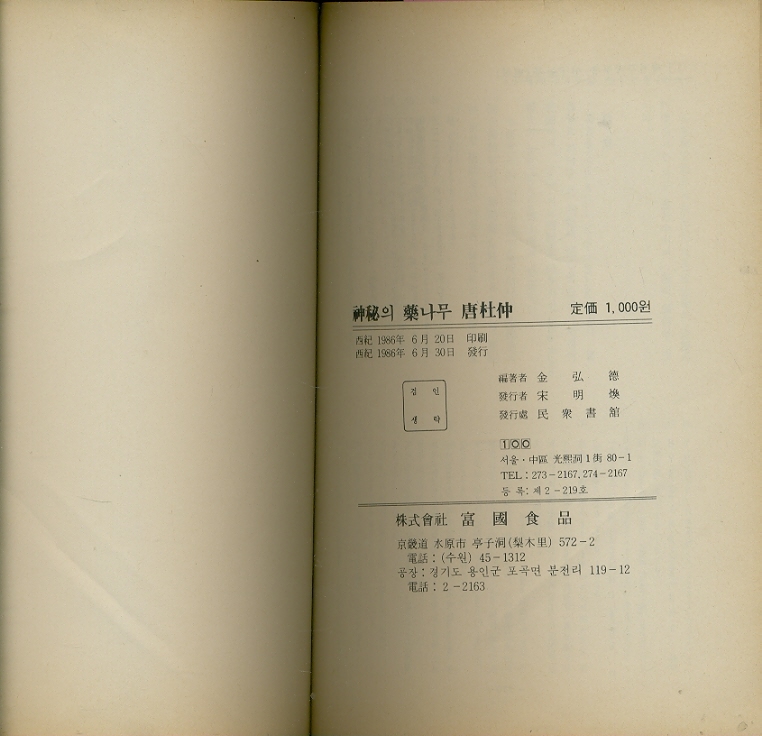 神秘의 藥나무 唐杜仲 定価 1,000원
西紀 1986年 6月 20日 印刷
西紀 1986年 6月 30日 發行
編著者 金弘德
發行者 宋明煥
發行處 民衆書舘
검인
생략
100
서울·中區 光熙洞1街 80-1
TEL: 273-2167, 274-2167
등록: 제2-219호
株式會社 富國食品
京畿道 水原市 亭子洞(梨木里) 572-2
電話: (수원) 45-1312
공장: 경기도 용인군 포곡면 둔전리 119-12
電話: 2-2163